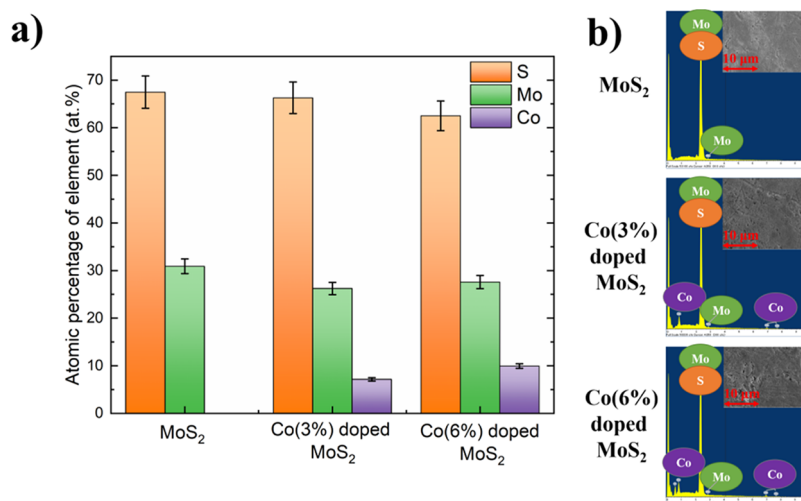 a)
Atomic percentage of element (at.%)
70
60
50
40
30
20
10
0
S
Mo
Co
MoS₂
Co(3%) doped
MoS₂
Co(6%) doped
MoS₂
b)
MoS₂
Mo
S
10 μm
Mo
Co(3%)
doped
MoS₂
Mo
S
10 μm
Co
Mo
Co
Co(6%)
doped
MoS₂
Mo
S
10 μm
Co
Mo
Co